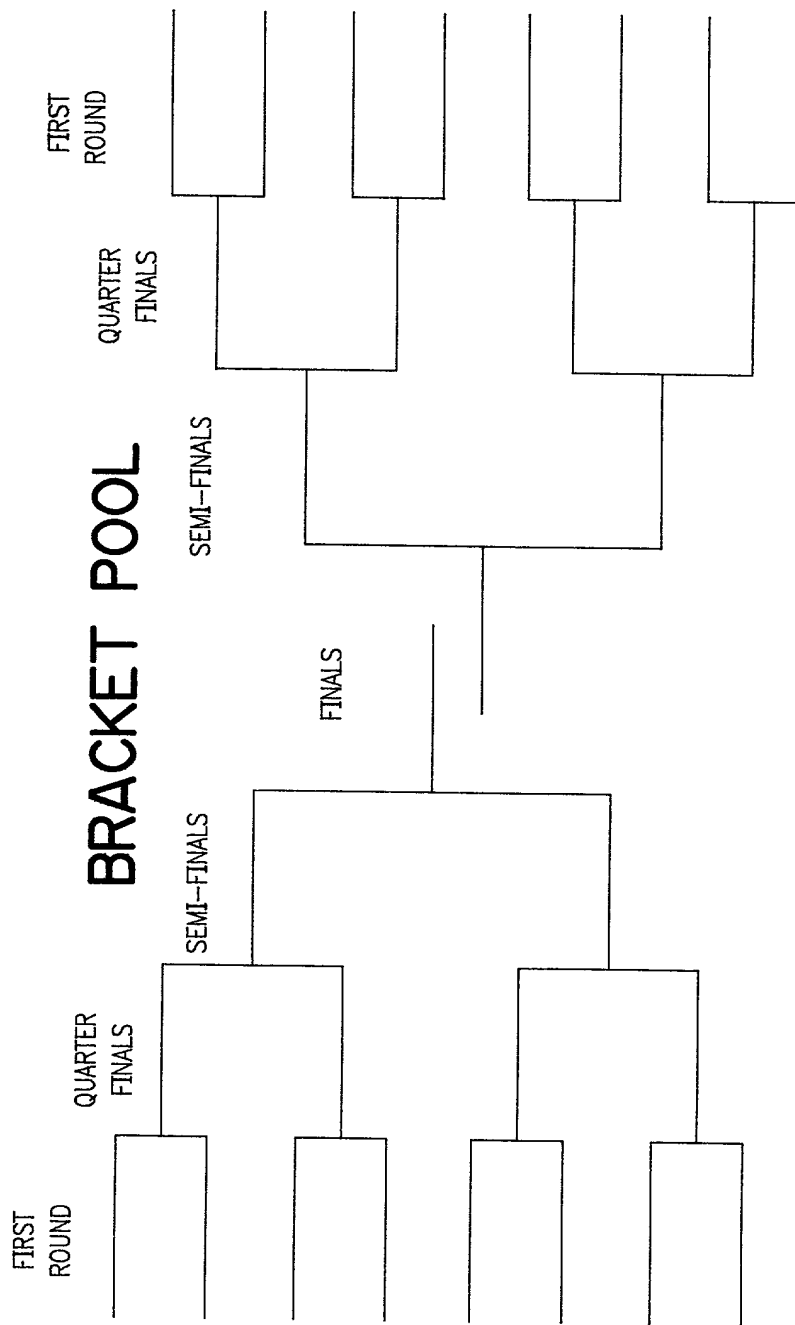 BRACKET POOL
FIRST
ROUND
QUARTER
FINALS
SEMI-FINALS
FINALS
SEMI-FINALS
QUARTER
FINALS
FIRST
ROUND